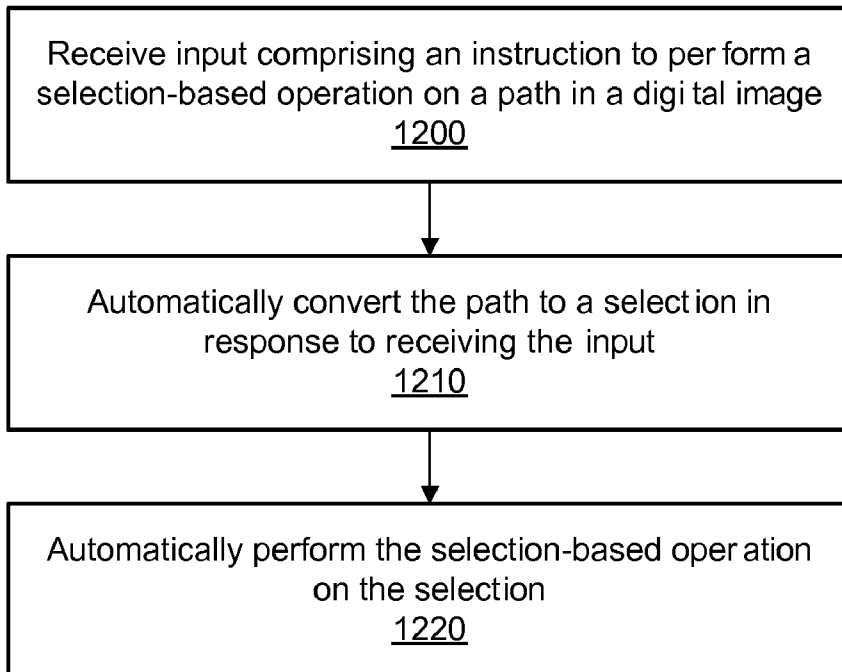 Receive input comprising an instruction to perform a
selection-based operation on a path in a digital image
1200
Automatically convert the path to a selection in
response to receiving the input
1210
Automatically perform the selection-based operation
on the selection
1220